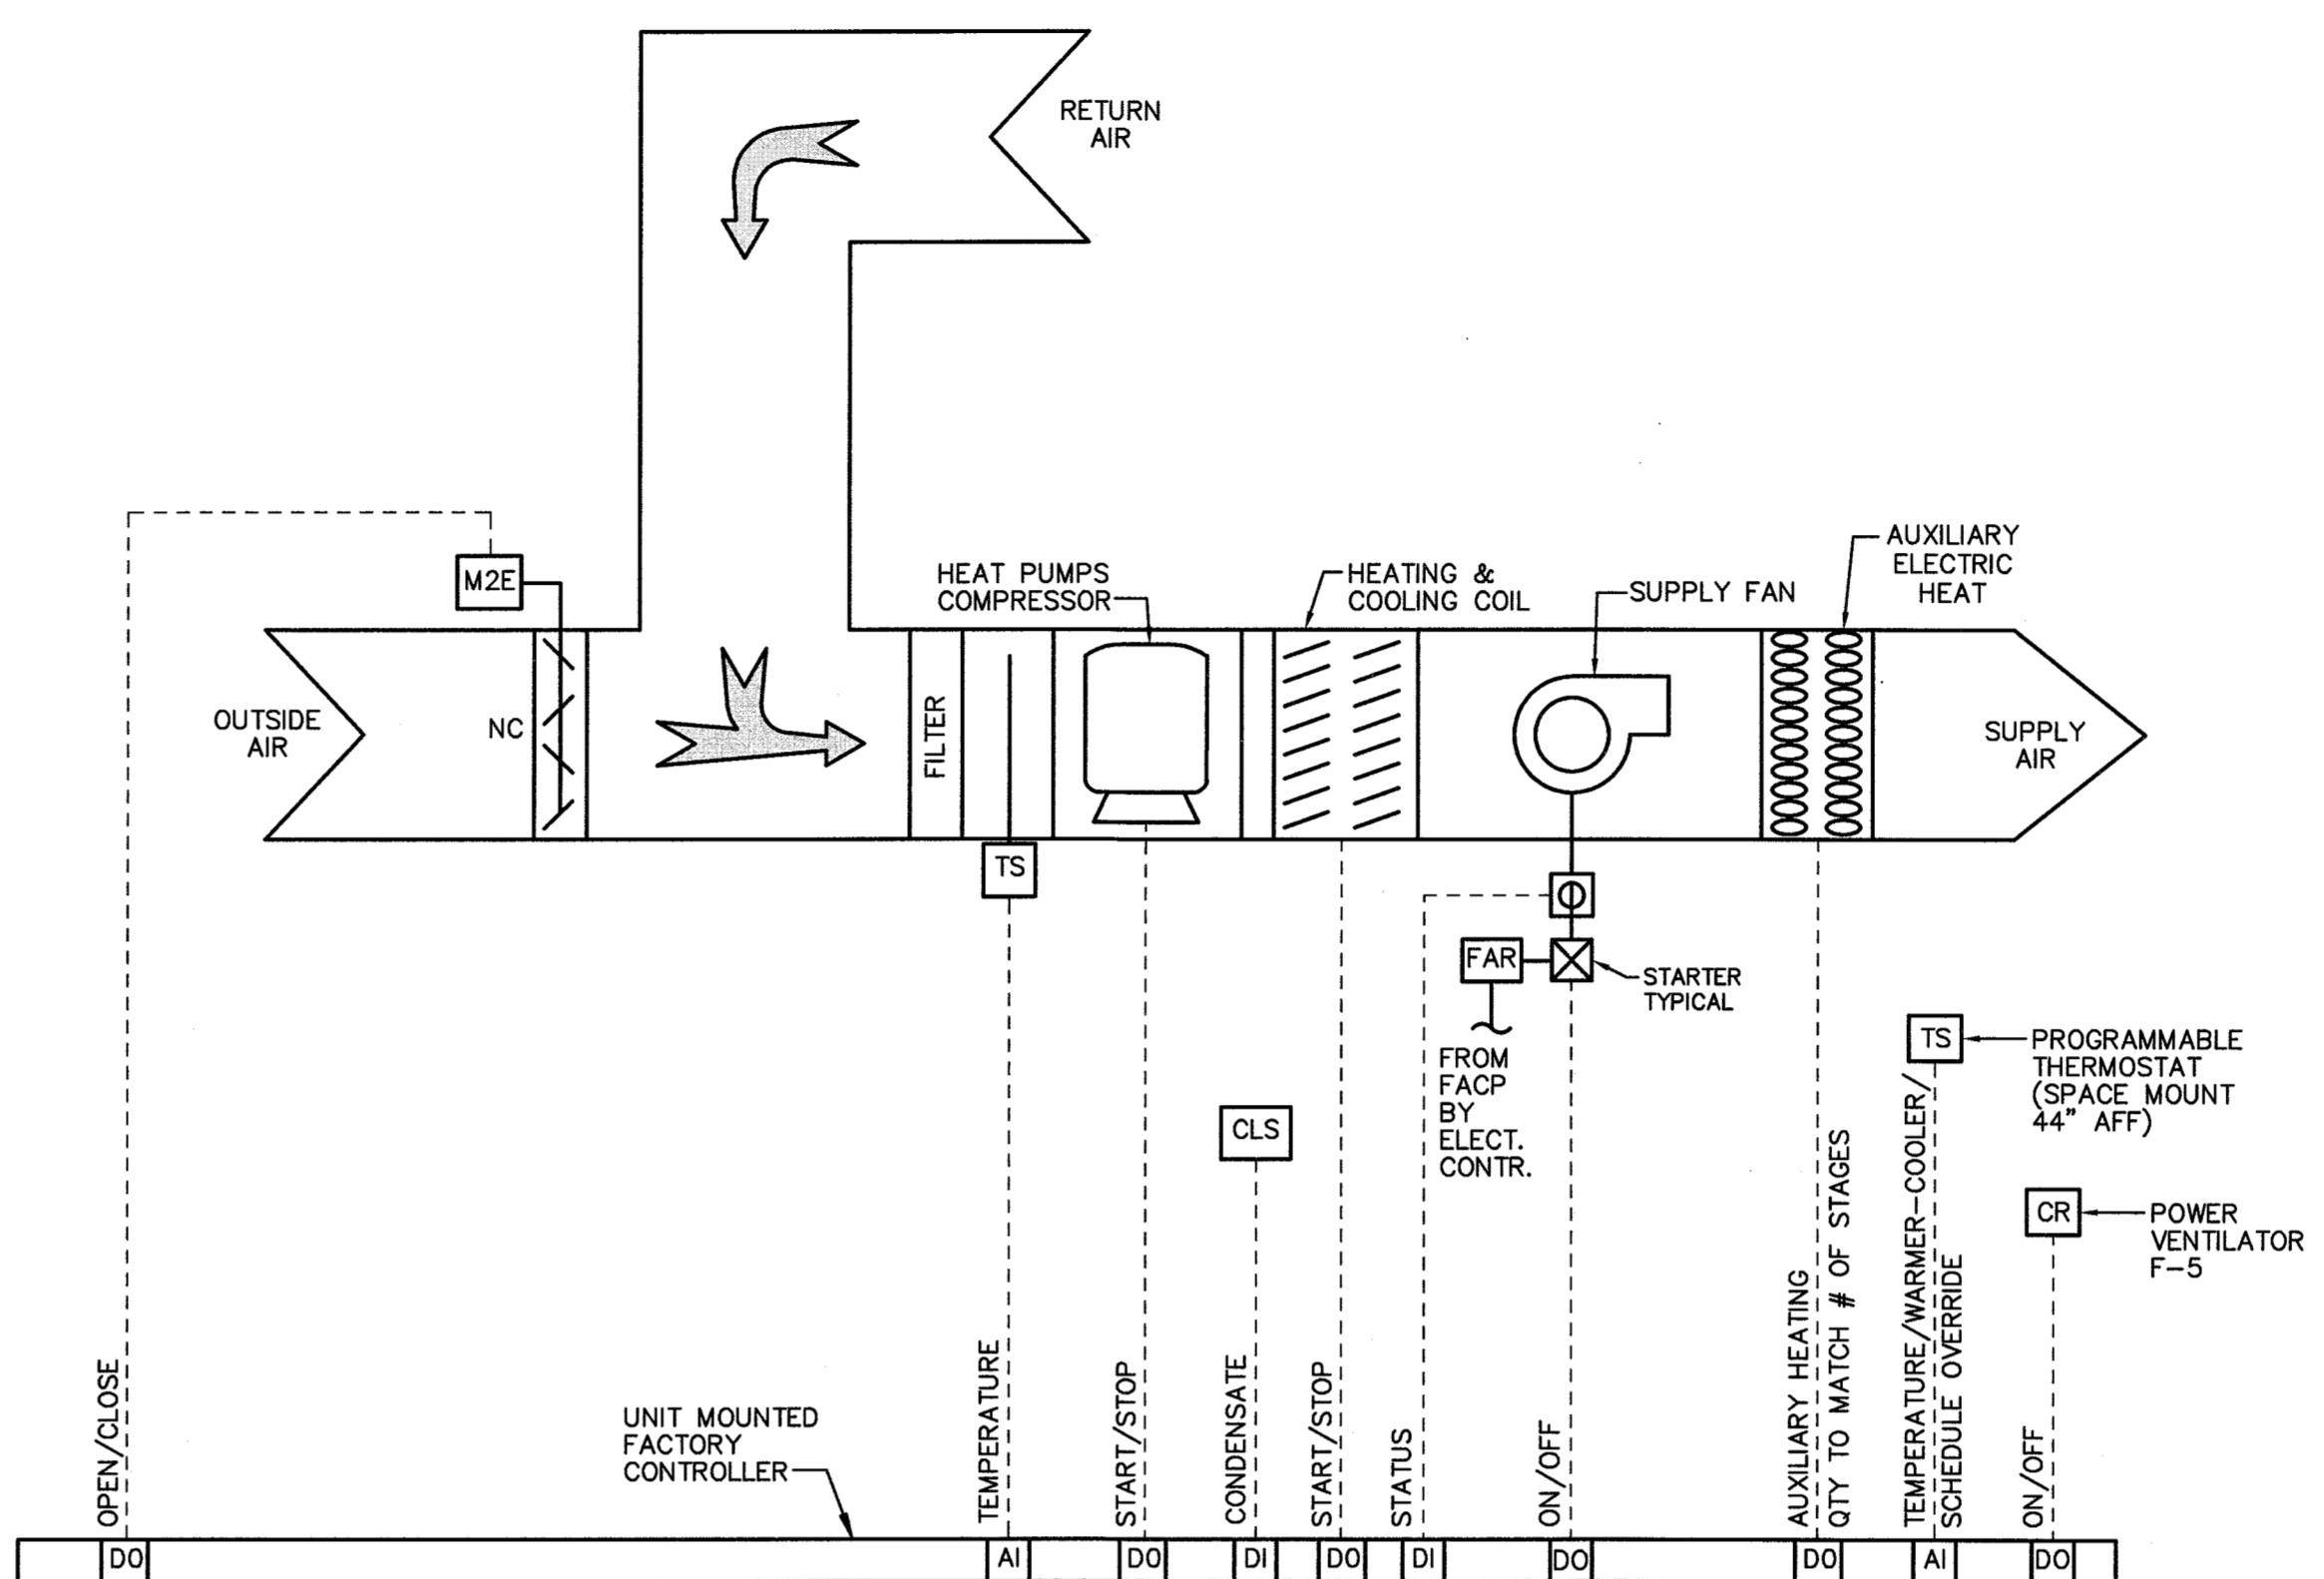 RETURN
AIR
M2E
HEAT PUMPS
COMPRESSOR
HEATING &
COOLING COIL
SUPPLY FAN
AUXILIARY
ELECTRIC
HEAT
OUTSIDE
AIR
NC
FILTER
SUPPLY
AIR
TS
FAR
STARTER
TYPICAL
FROM
FACP
BY
ELECT.
CONTR.
TS
PROGRAMMABLE
THERMOSTAT
(SPACE MOUNT
44" AFF)
CLS
CR
POWER
VENTILATOR
F-5
UNIT MOUNTED
FACTORY
CONTROLLER
OPEN/CLOSE
TEMPERATURE
START/STOP
CONDENSATE
START/STOP
STATUS
ON/OFF
AUXILIARY HEATING
QTY TO MATCH # OF STAGES
TEMPERATURE/WARMER-COOLER/
SCHEDULE OVERRIDE
ON/OFF
DO
AI
DO
DI
DO
DI
DO
DO
AI
DO